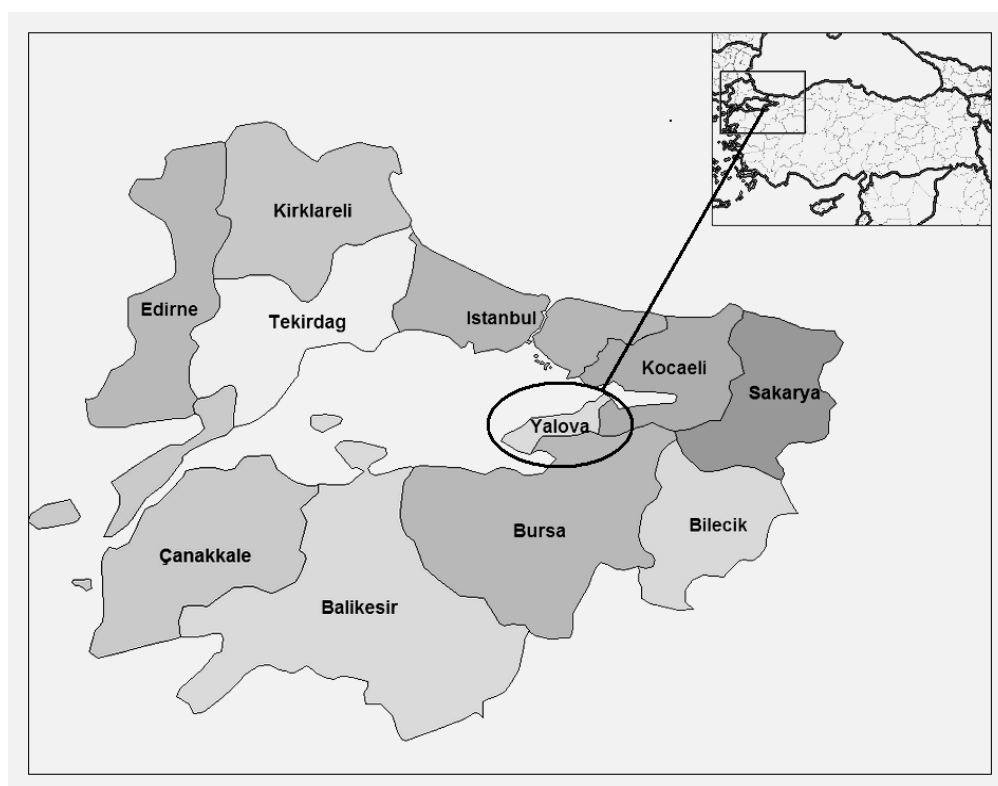 Kirklareli
Edirne
Tekirdag
Istanbul
Kocaeli
Sakarya
Yalova
Bilecik
Bursa
Çanakkale
Balikesir